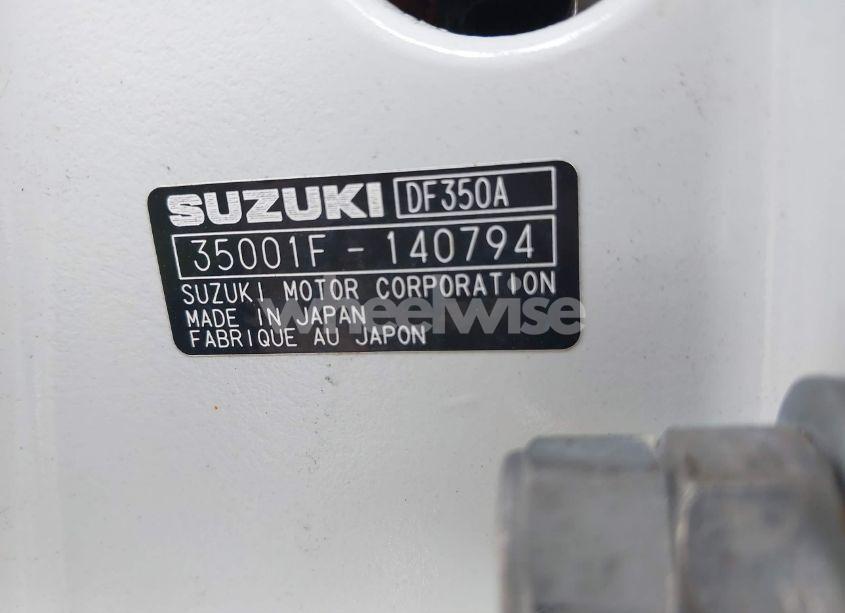 SUZUKI DF350A
35001F - 140794
SUZUKI MOTOR CORPORATION
MADE IN JAPAN
FABRIQUE AU JAPON
wheelwise